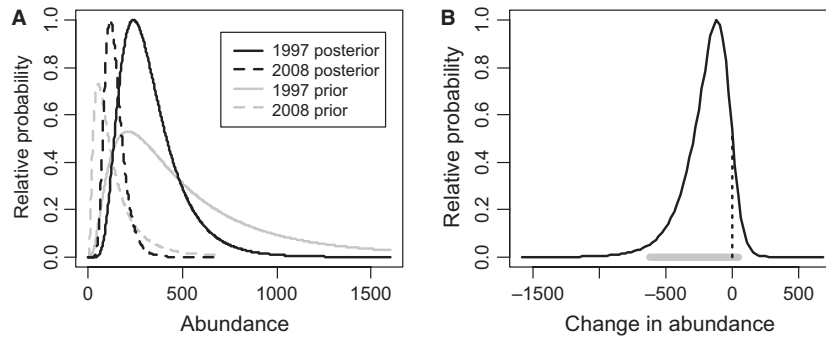 A
Relative probability
0.0 0.2 0.4 0.6 0.8 1.0
1997 posterior
2008 posterior
1997 prior
2008 prior
0 500 1000 1500
Abundance
B
Relative probability
0.0 0.2 0.4 0.6 0.8 1.0
–1500 –500 0 500
Change in abundance